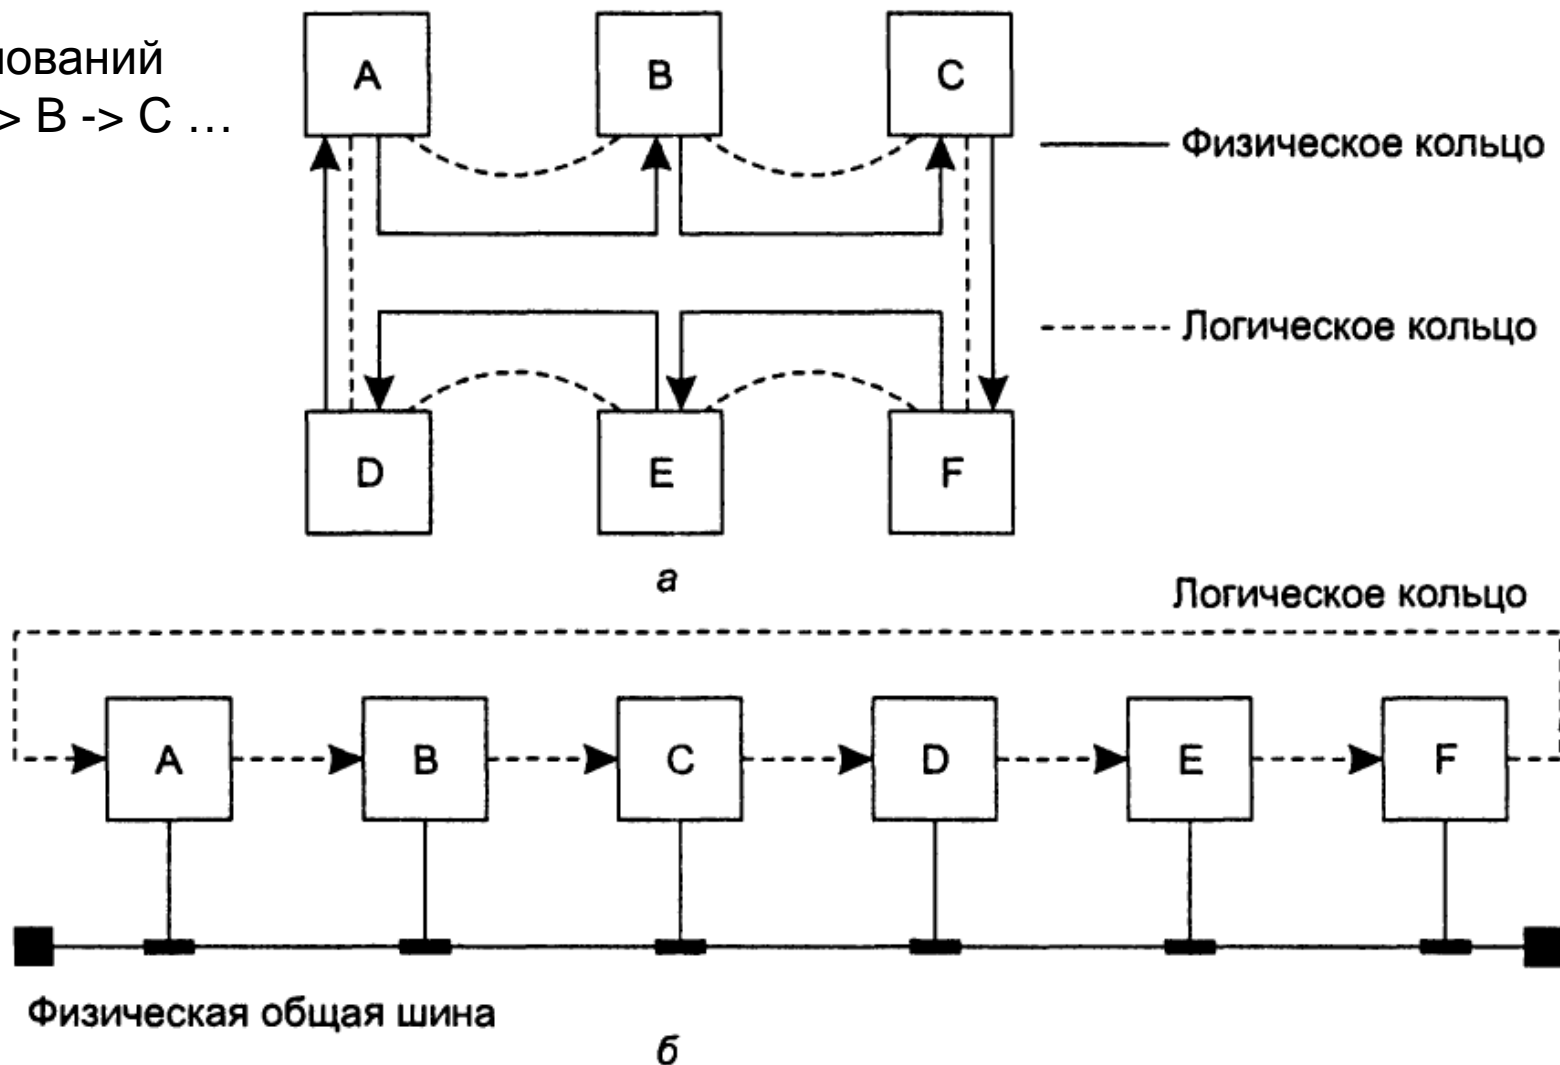 нований
> B -> C ...
A
B
C
Физическое кольцо
Логическое кольцо
D
E
F
а
Логическое кольцо
A
B
C
D
E
F
Физическая общая шина
б